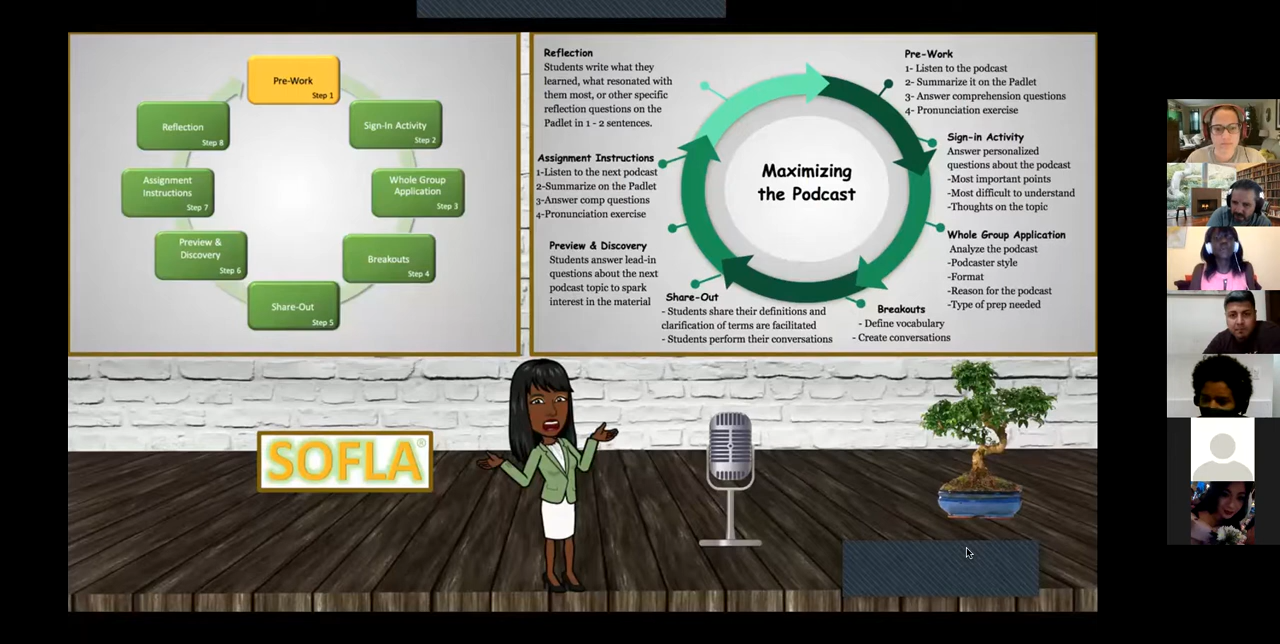 Pre-Work
Step 1
Sign-In Activity
Step 2
Whole Group
Application
Step 3
Breakouts
Step 4
Share-Out
Step 5
Preview &
Discovery
Step 6
Assignment
Instructions
Step 7
Reflection
Step 8
Maximizing
the Podcast
Pre-Work
1- Listen to the podcast
2- Summarize it on the Padlet
3- Answer comprehension questions
4- Pronunciation exercise
Sign-in Activity
Answer personalized
questions about the podcast
-Most important points
-Most difficult to understand
-Thoughts on the topic
Whole Group Application
Analyze the podcast
-Podcaster style
-Format
-Reason for the podcast
-Type of prep needed
Breakouts
- Define vocabulary
- Create conversations
Share-Out
- Students share their definitions and
clarification of terms are facilitated
- Students perform their conversations
Preview & Discovery
Students answer lead-in
questions about the next
podcast topic to spark
interest in the material
Assignment Instructions
1-Listen to the next podcast
2-Summarize on the Padlet
3-Answer comp questions
4-Pronunciation exercise
Reflection
Students write what they
learned, what resonated with
them most, or other specific
reflection questions on the
Padlet in 1 - 2 sentences.
SOFLA®